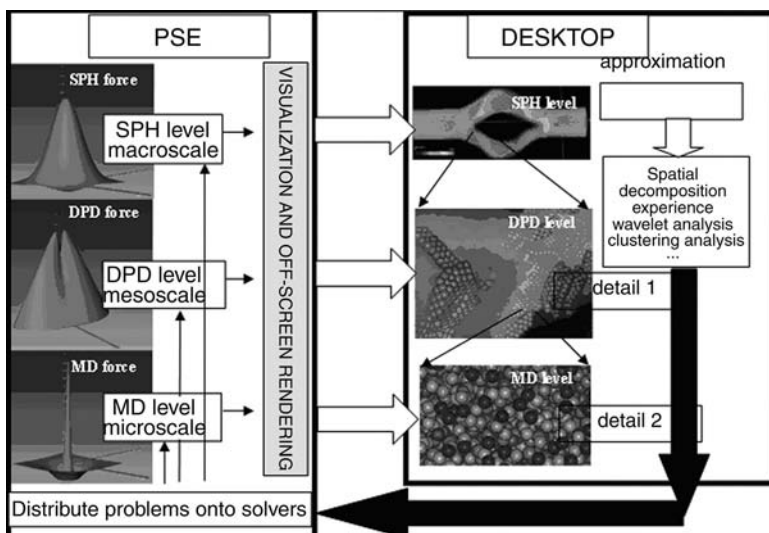 PSE
SPH force
SPH level
macroscale
DPD force
DPD level
mesoscale
MD force
MD level
microscale
VISUALIZATION AND OFF-SCREEN RENDERING
Distribute problems onto solvers
DESKTOP
approximation
SPH level
Spatial
decomposition
experience
wavelet analysis
clustering analysis
...
DPD level
detail 1
MD level
detail 2